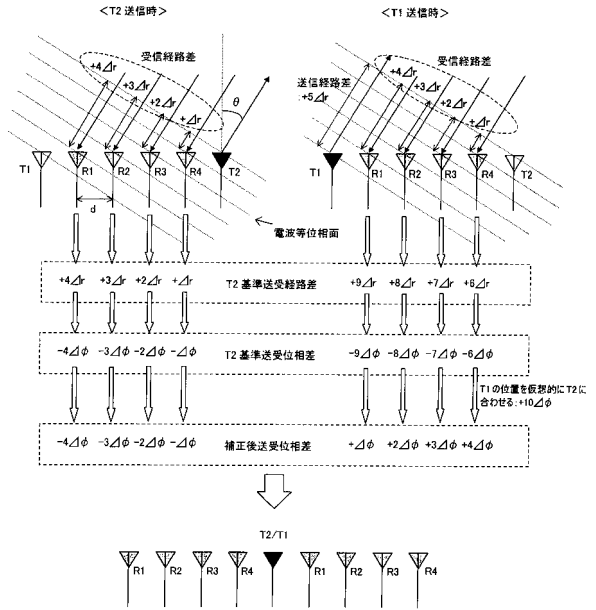 ＜T2 送信時＞
＜T1 送信時＞
受信経路差
+4⊿r
+3⊿r
+2⊿r
+⊿r
θ
T1
R1
R2
R3
R4
T2
d
電波等位相面
送信経路差
+5⊿r
受信経路差
+4⊿r
+3⊿r
+2⊿r
+⊿r
T1
R1
R2
R3
R4
T2
+4⊿r +3⊿r +2⊿r +⊿r T2 基準送受経路差 +9⊿r +8⊿r +7⊿r +6⊿r
−4⊿φ −3⊿φ −2⊿φ −⊿φ T2 基準送受位相差 −9⊿φ −8⊿φ −7⊿φ −6⊿φ
T1の位置を仮想的にT2に
合わせる：+10⊿φ
−4⊿φ −3⊿φ −2⊿φ −⊿φ 補正後送受位相差 +⊿φ +2⊿φ +3⊿φ +4⊿φ
T2/T1
R1 R2 R3 R4 R1 R2 R3 R4